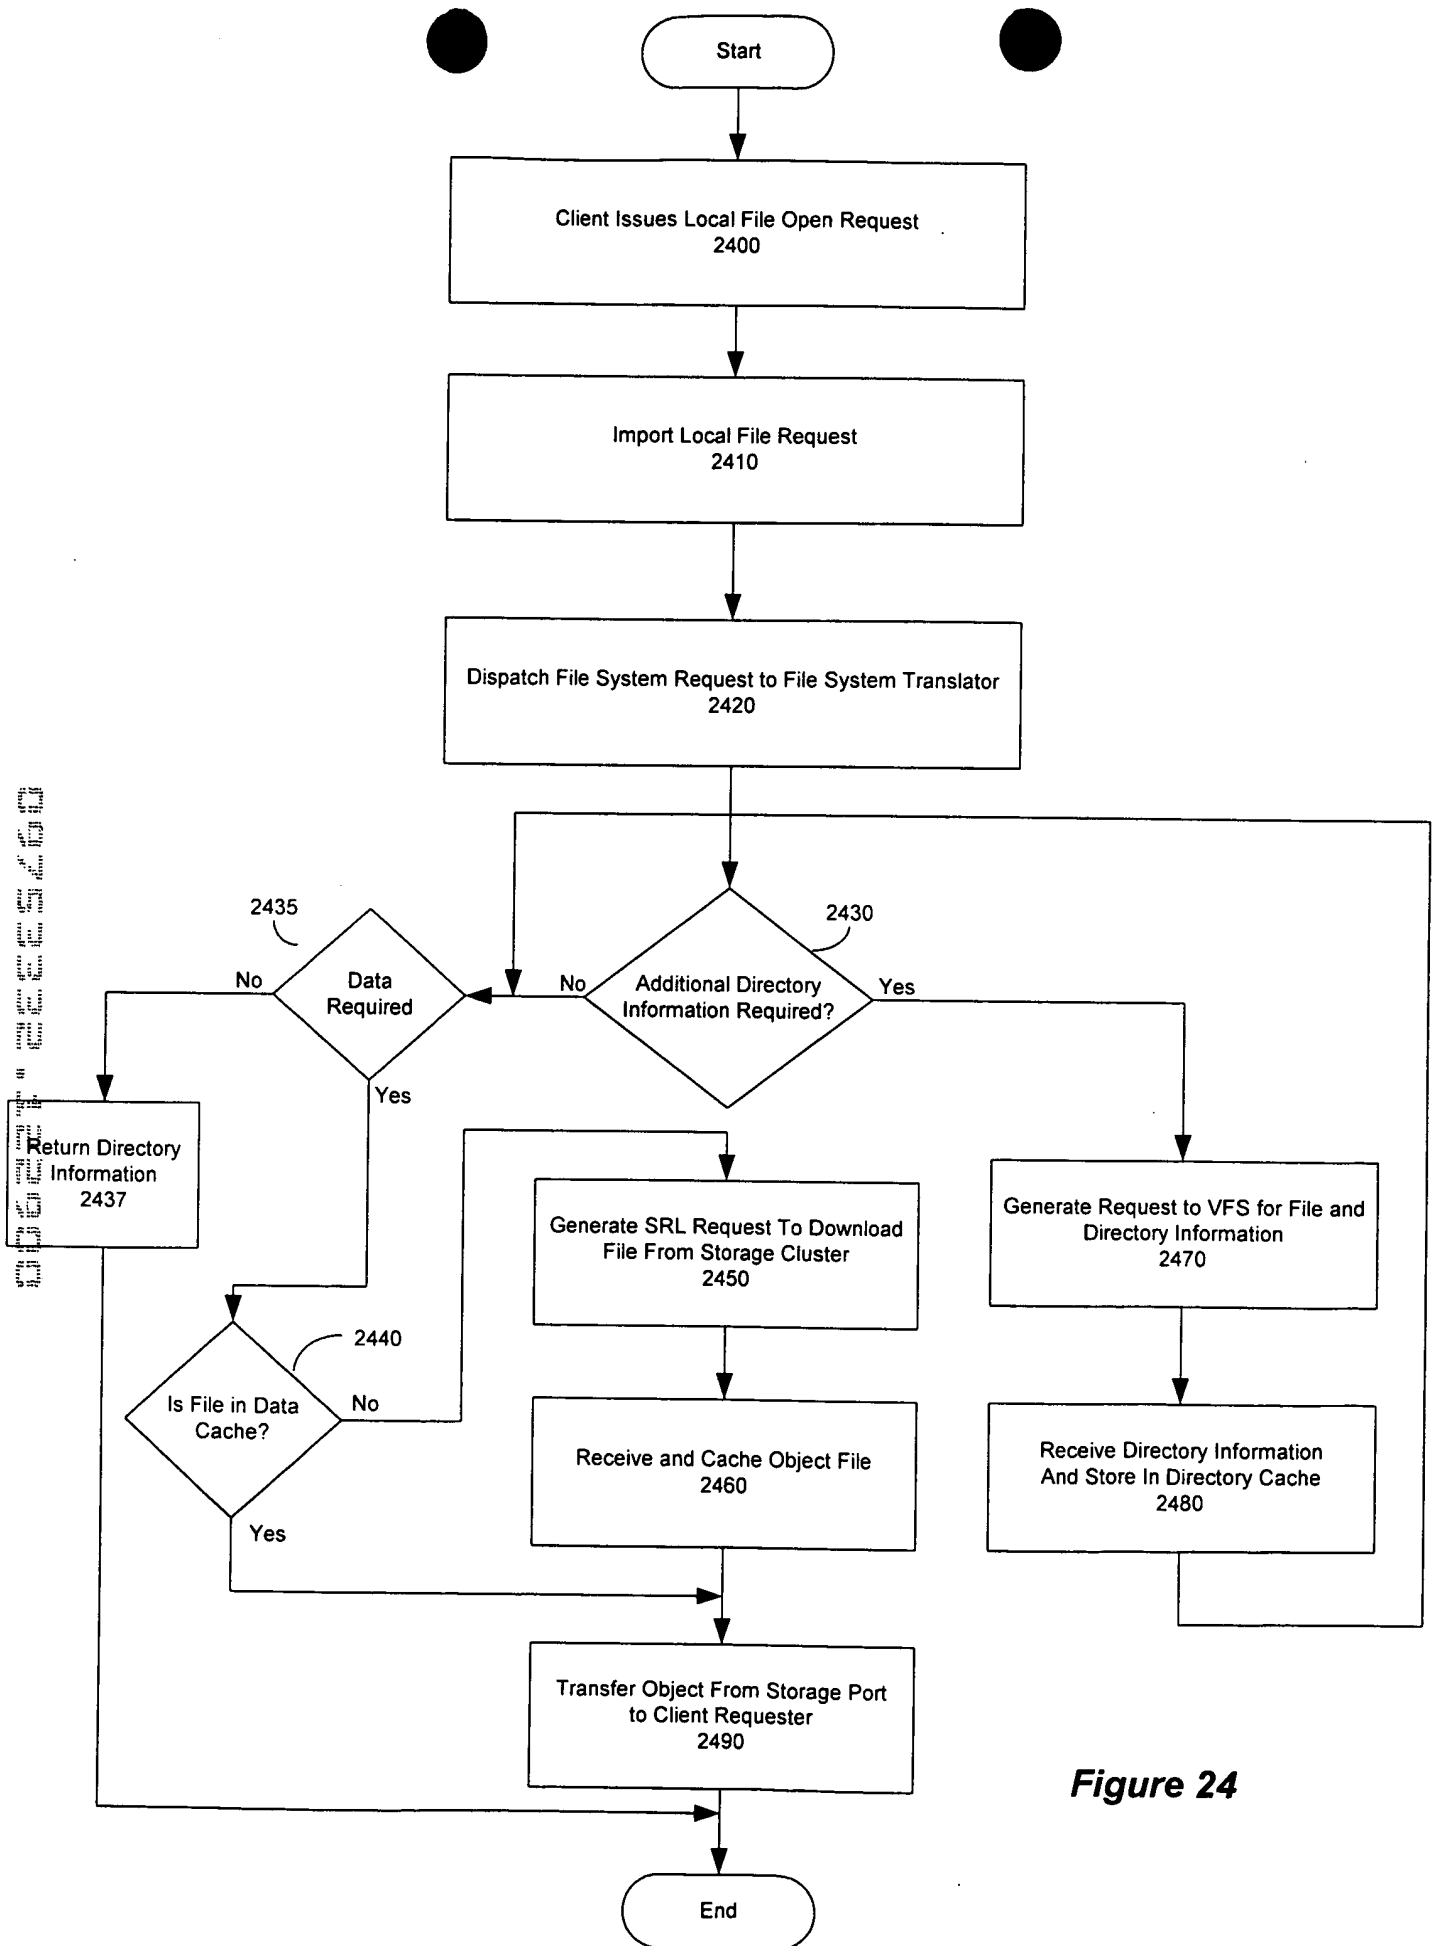 Start
Client Issues Local File Open Request
2400
Import Local File Request
2410
Dispatch File System Request to File System Translator
2420
2435
2430
No
Data
Required
No
Additional Directory
Information Required?
Yes
Yes
Return Directory
Information
2437
Generate SRL Request To Download
File From Storage Cluster
2450
Generate Request to VFS for File and
Directory Information
2470
2440
Is File in Data
Cache?
No
Yes
Receive and Cache Object File
2460
Receive Directory Information
And Store In Directory Cache
2480
Transfer Object From Storage Port
to Client Requester
2490
Figure 24
End